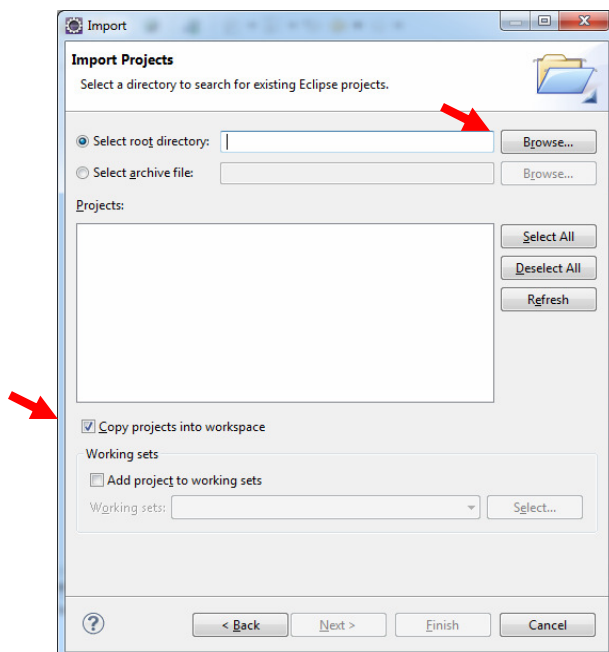 Import
Import Projects
Select a directory to search for existing Eclipse projects.
Select root directory:
Browse...
Select archive file:
Browse...
Projects:
Select All
Deselect All
Refresh
Copy projects into workspace
Working sets
Add project to working sets
Working sets:
Select...
?
< Back
Next >
Finish
Cancel